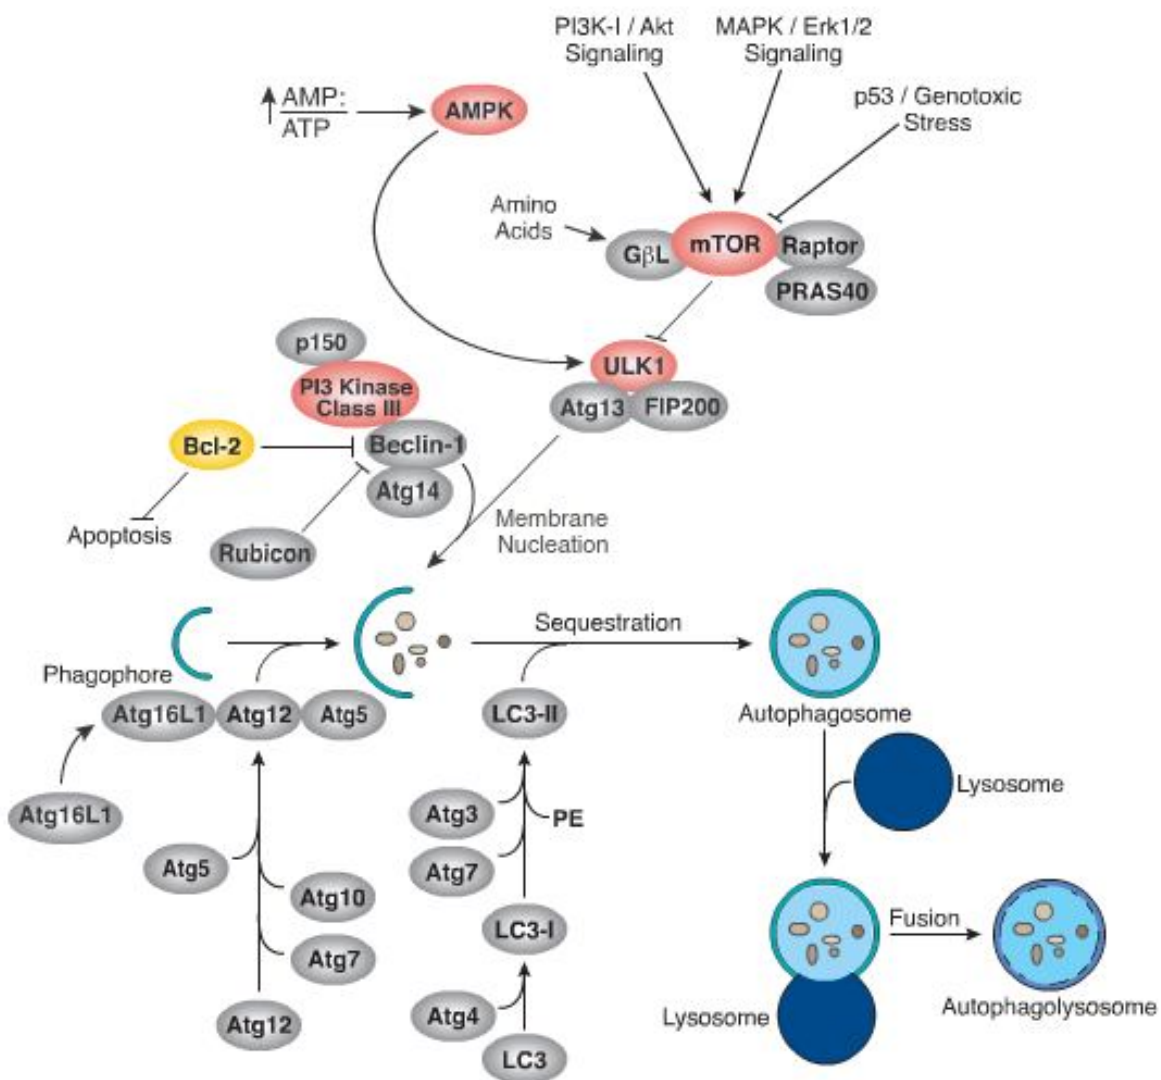 PI3K-I / Akt
Signaling
MAPK / Erk1/2
Signaling
AMP:
ATP
AMPK
p53 / Genotoxic
Stress
Amino
Acids
GβL
mTOR
Raptor
PRAS40
p150
PI3 Kinase
Class III
ULK1
Atg13
FIP200
Bcl-2
Beclin-1
Atg14
Apoptosis
Rubicon
Membrane
Nucleation
Sequestration
Phagophore
Atg16L1
Atg12
Atg5
LC3-II
Autophagosome
Atg16L1
Atg3
PE
Lysosome
Atg5
Atg7
Atg10
LC3-I
Fusion
Atg7
Atg12
Atg4
LC3
Lysosome
Autophagolysosome